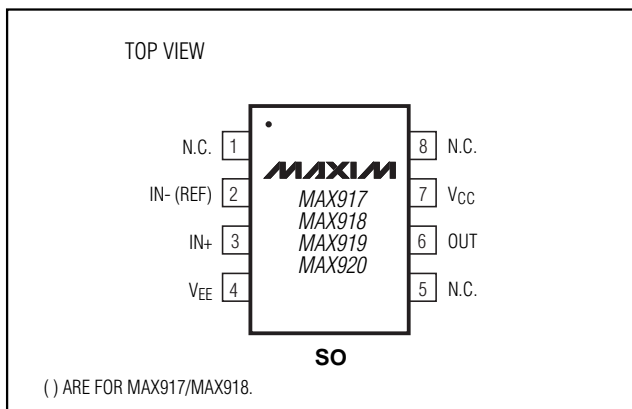 TOP VIEW
N.C. 1
IN- (REF) 2
IN+ 3
VEE 4
MAXIM
MAX917
MAX918
MAX919
MAX920
8 N.C.
7 VCC
6 OUT
5 N.C.
SO
( ) ARE FOR MAX917/MAX918.